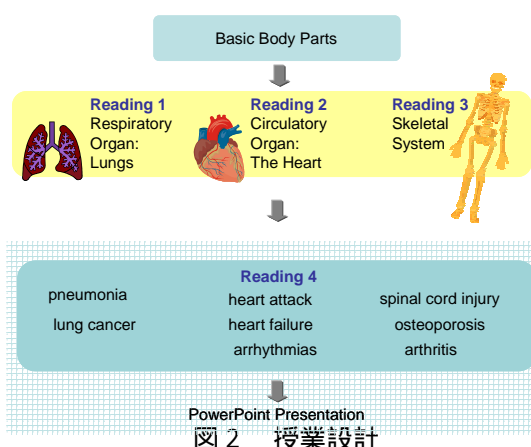 Basic Body Parts
Reading 1
Respiratory
Organ:
Lungs
Reading 2
Circulatory
Organ:
The Heart
Reading 3
Skeletal
System
Reading 4
pneumonia
lung cancer
heart attack
heart failure
arrhythmias
spinal cord injury
osteoporosis
arthritis
PowerPoint Presentation
図２　授業設計